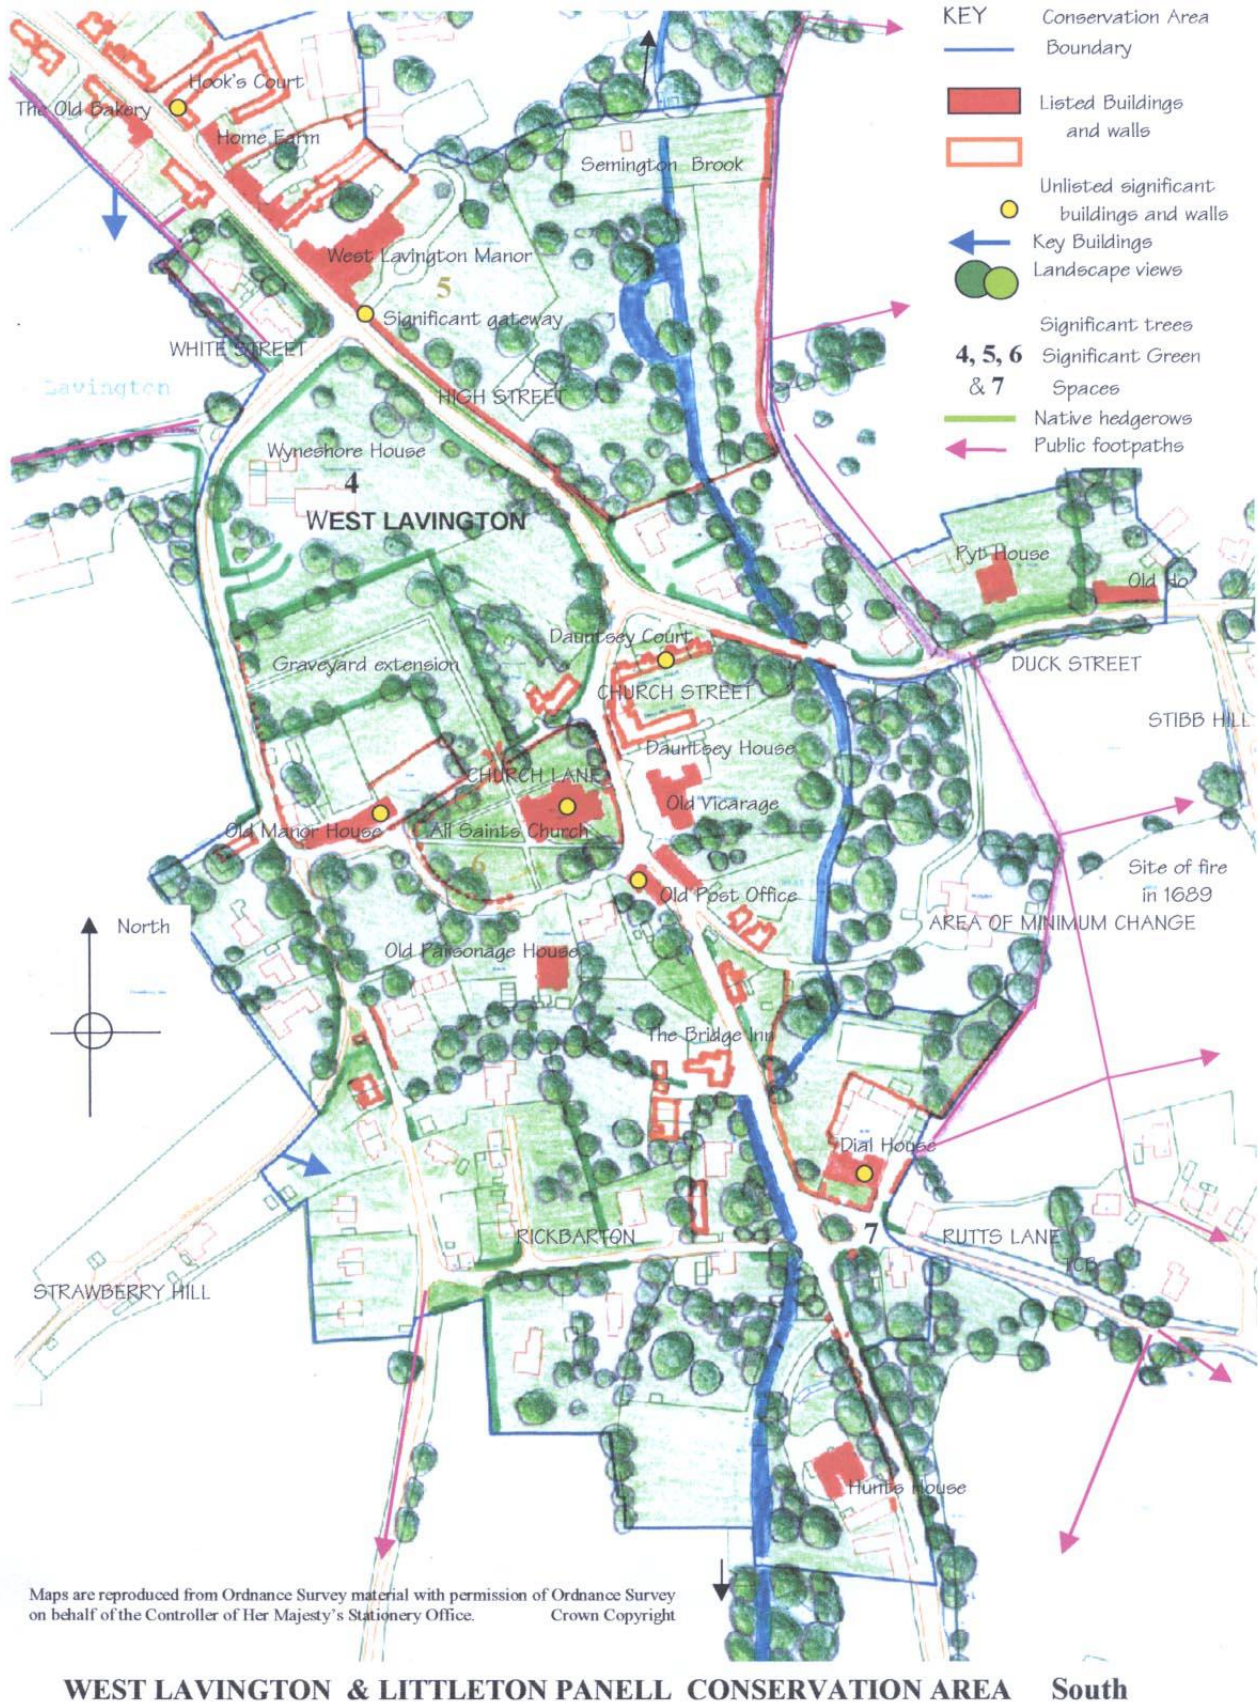 KEY
Conservation Area
Boundary
Listed Buildings
and walls
Unlisted significant
buildings and walls
Key Buildings
Landscape views
Significant trees
4, 5, 6 Significant Green
& 7 Spaces
Native hedgerows
Public footpaths
Hook's Court
The Old Bakery
Home Farm
Semington Brook
West Lavington Manor
5
Significant gateway
WHITE STREET
Lavington
HIGH STREET
Wyneshore House
4
WEST LAVINGTON
Pyt House
Old Ho
Dauntsey Court
Graveyard extension
DUCK STREET
CHURCH STREET
STIBB HILL
Dauntsey House
CHURCH LANE
Old Vicarage
Old Manor House
All Saints Church
6
Site of fire
in 1689
Old Post Office
North
AREA OF MINIMUM CHANGE
Old Parsonage House
The Bridge Inn
Dial House
7
RICKBARTON
RUTTS LANE
TCB
STRAWBERRY HILL
Hunts House
Maps are reproduced from Ordnance Survey material with permission of Ordnance Survey
on behalf of the Controller of Her Majesty's Stationery Office. Crown Copyright
WEST LAVINGTON & LITTLETON PANELL CONSERVATION AREA South